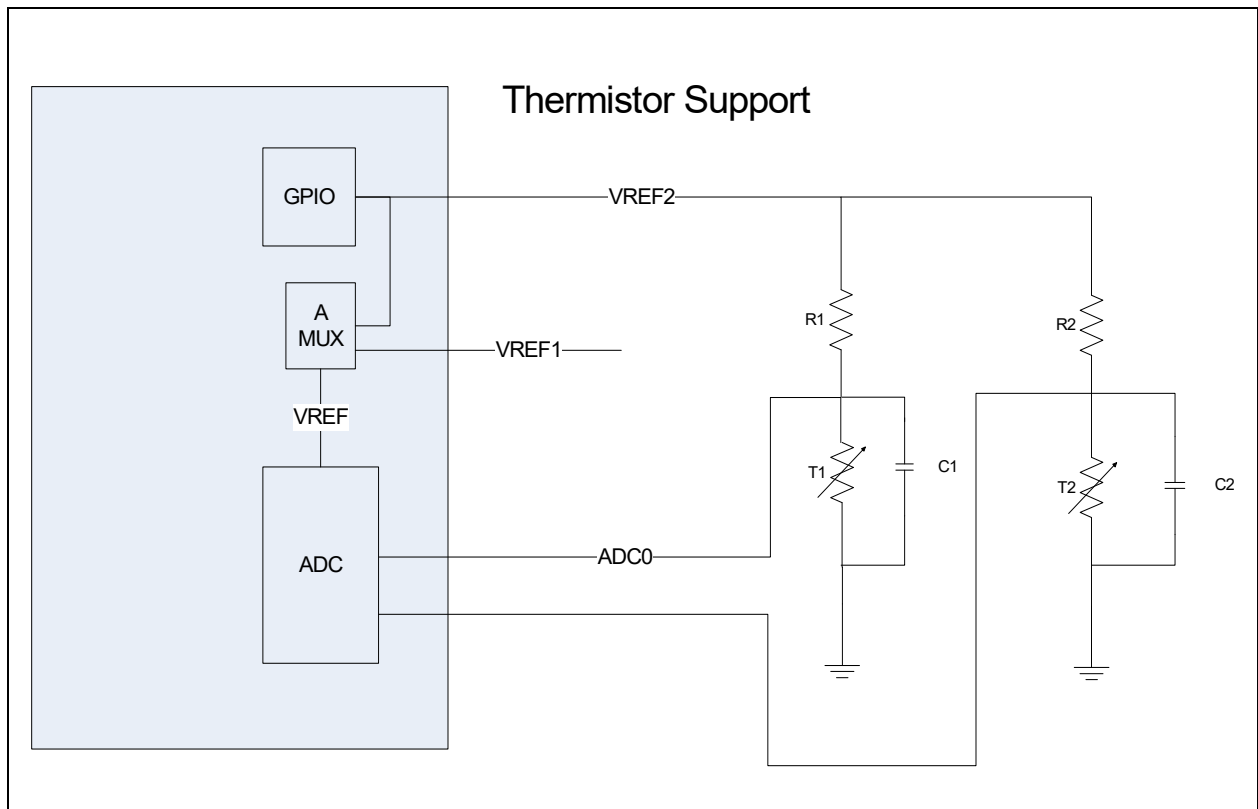 Thermistor Support
GPIO
VREF2
A
MUX
VREF1
VREF
R1
R2
T1
C1
T2
C2
ADC0
ADC